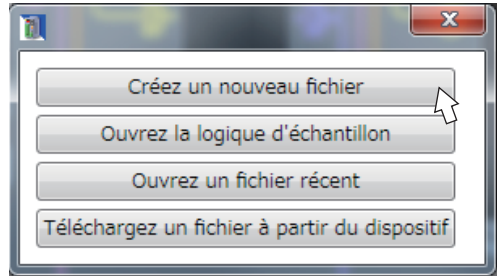 Créez un nouveau fichier
Ouvrez la logique d'échantillon
Ouvrez un fichier récent
Téléchargez un fichier à partir du dispositif